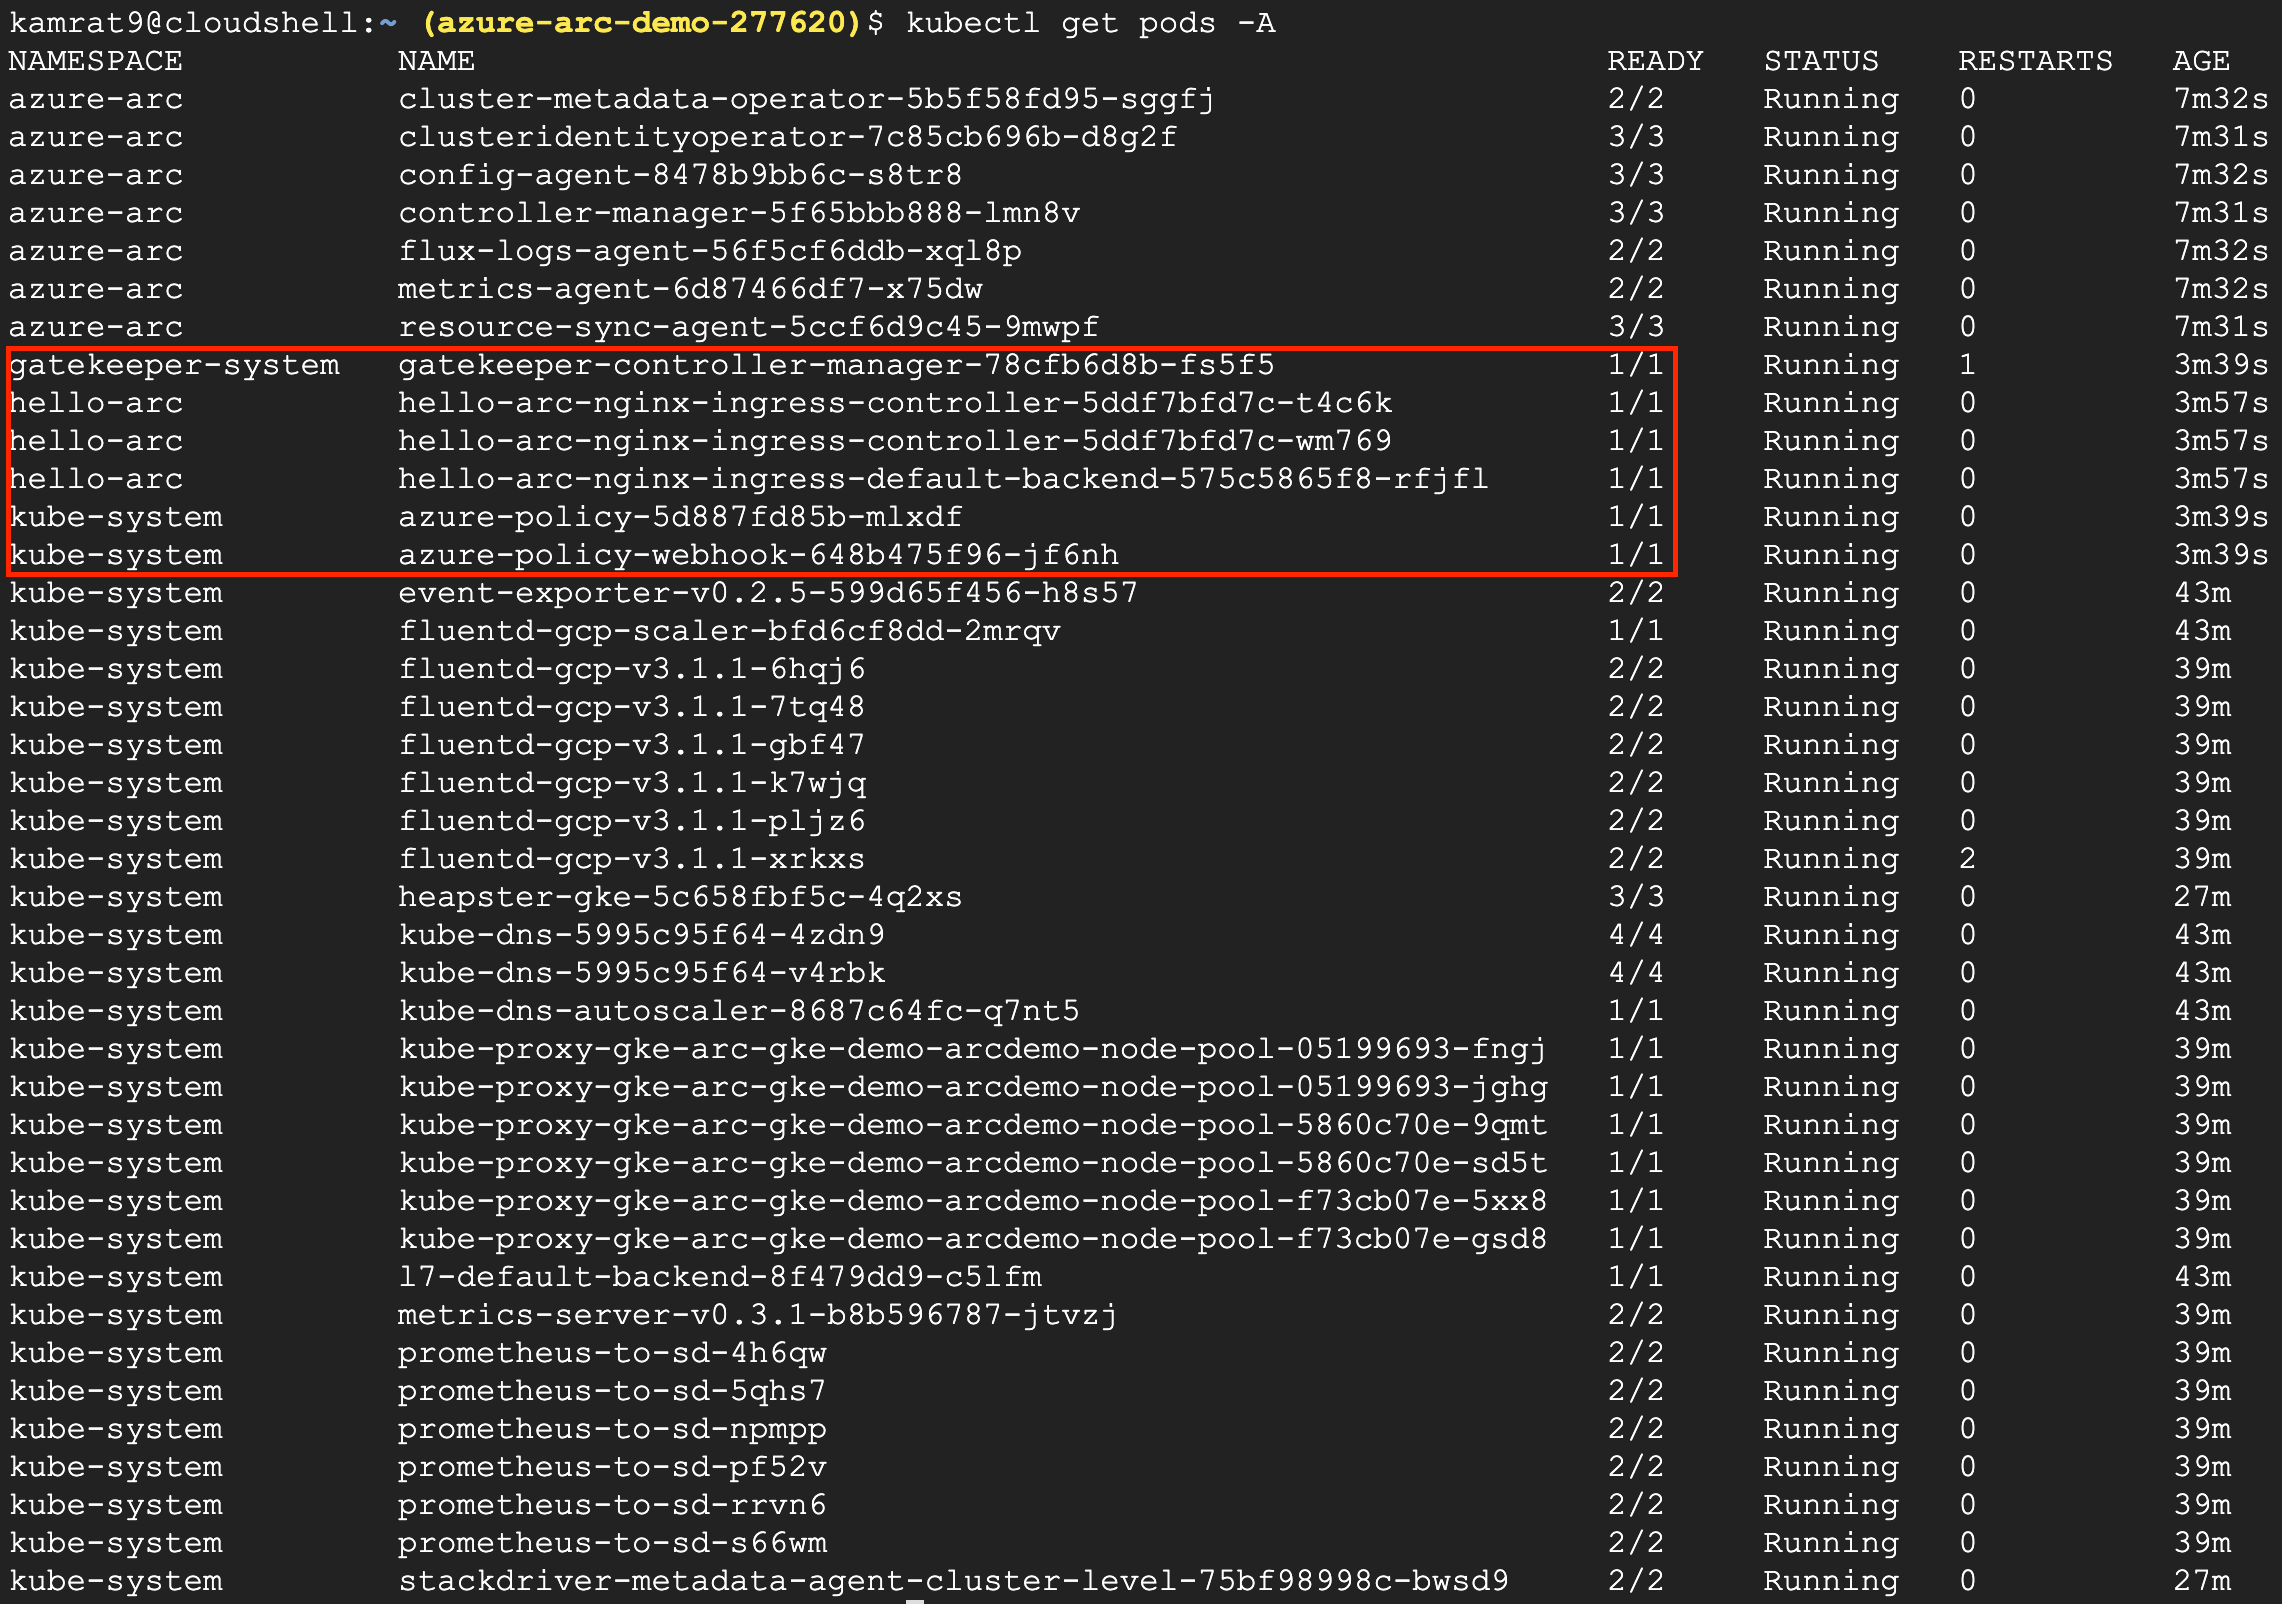 kamrat9@cloudshell:~ (azure-arc-demo-277620)$ kubectl get pods -A
NAMESPACE NAME READY STATUS RESTARTS AGE
azure-arc cluster-metadata-operator-5b5f58fd95-sggfj 2/2 Running 0 7m32s
azure-arc clusteridentityoperator-7c85cb696b-d8g2f 3/3 Running 0 7m31s
azure-arc config-agent-8478b9bb6c-s8tr8 3/3 Running 0 7m32s
azure-arc controller-manager-5f65bbb888-lmn8v 3/3 Running 0 7m31s
azure-arc flux-logs-agent-56f5cf6ddb-xql8p 2/2 Running 0 7m32s
azure-arc metrics-agent-6d87466df7-x75dw 2/2 Running 0 7m32s
azure-arc resource-sync-agent-5ccf6d9c45-9mwpf 3/3 Running 0 7m31s
gatekeeper-system gatekeeper-controller-manager-78cfb6d8b-fs5f5 1/1 Running 1 3m39s
hello-arc hello-arc-nginx-ingress-controller-5ddf7bfd7c-t4c6k 1/1 Running 0 3m57s
hello-arc hello-arc-nginx-ingress-controller-5ddf7bfd7c-wm769 1/1 Running 0 3m57s
hello-arc hello-arc-nginx-ingress-default-backend-575c5865f8-rfjfl 1/1 Running 0 3m57s
kube-system azure-policy-5d887fd85b-mlxdf 1/1 Running 0 3m39s
kube-system azure-policy-webhook-648b475f96-jf6nh 1/1 Running 0 3m39s
kube-system event-exporter-v0.2.5-599d65f456-h8s57 2/2 Running 0 43m
kube-system fluentd-gcp-scaler-bfd6cf8dd-2mrqv 1/1 Running 0 43m
kube-system fluentd-gcp-v3.1.1-6hqj6 2/2 Running 0 39m
kube-system fluentd-gcp-v3.1.1-7tq48 2/2 Running 0 39m
kube-system fluentd-gcp-v3.1.1-gbf47 2/2 Running 0 39m
kube-system fluentd-gcp-v3.1.1-k7wjq 2/2 Running 0 39m
kube-system fluentd-gcp-v3.1.1-pljz6 2/2 Running 0 39m
kube-system fluentd-gcp-v3.1.1-xrkxs 2/2 Running 2 39m
kube-system heapster-gke-5c658fbf5c-4q2xs 3/3 Running 0 27m
kube-system kube-dns-5995c95f64-4zdn9 4/4 Running 0 43m
kube-system kube-dns-5995c95f64-v4rbk 4/4 Running 0 43m
kube-system kube-dns-autoscaler-8687c64fc-q7nt5 1/1 Running 0 43m
kube-system kube-proxy-gke-arc-gke-demo-arcdemo-node-pool-05199693-fngj 1/1 Running 0 39m
kube-system kube-proxy-gke-arc-gke-demo-arcdemo-node-pool-05199693-jghg 1/1 Running 0 39m
kube-system kube-proxy-gke-arc-gke-demo-arcdemo-node-pool-5860c70e-9qmt 1/1 Running 0 39m
kube-system kube-proxy-gke-arc-gke-demo-arcdemo-node-pool-5860c70e-sd5t 1/1 Running 0 39m
kube-system kube-proxy-gke-arc-gke-demo-arcdemo-node-pool-f73cb07e-5xx8 1/1 Running 0 39m
kube-system kube-proxy-gke-arc-gke-demo-arcdemo-node-pool-f73cb07e-gsd8 1/1 Running 0 39m
kube-system l7-default-backend-8f479dd9-c5lfm 1/1 Running 0 43m
kube-system metrics-server-v0.3.1-b8b596787-jtvzj 2/2 Running 0 39m
kube-system prometheus-to-sd-4h6qw 2/2 Running 0 39m
kube-system prometheus-to-sd-5qhs7 2/2 Running 0 39m
kube-system prometheus-to-sd-npmpp 2/2 Running 0 39m
kube-system prometheus-to-sd-pf52v 2/2 Running 0 39m
kube-system prometheus-to-sd-rrvn6 2/2 Running 0 39m
kube-system prometheus-to-sd-s66wm 2/2 Running 0 39m
kube-system stackdriver-metadata-agent-cluster-level-75bf98998c-bwsd9 2/2 Running 0 27m